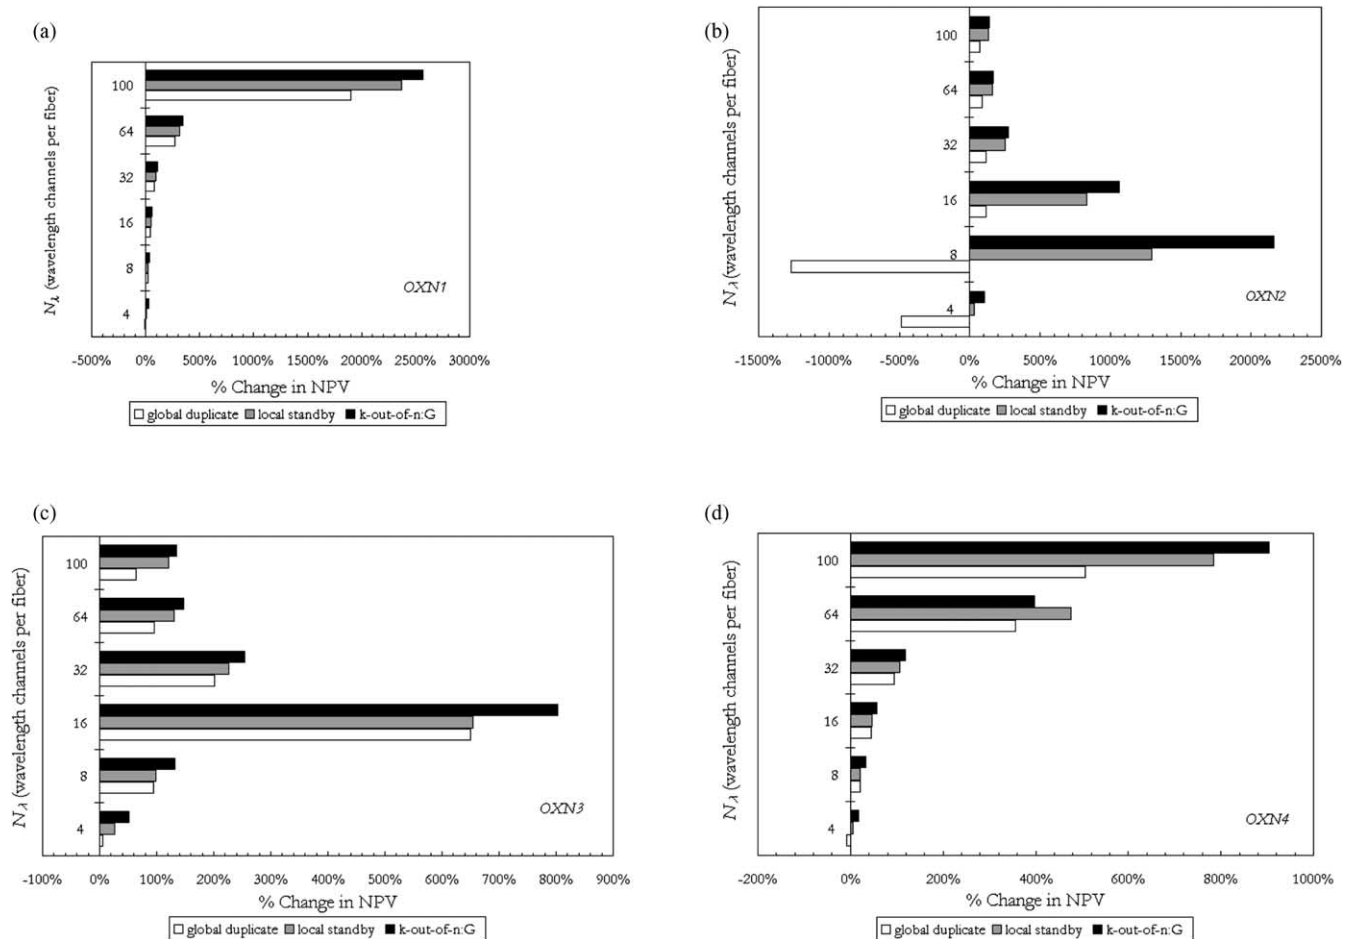 (a)
Nλ (wavelength channels per fiber)
100
64
32
16
8
4
OXN1
-500% 0% 500% 1000% 1500% 2000% 2500% 3000%
% Change in NPV
global duplicate local standby k-out-of-n:G
(b)
Nλ (wavelength channels per fiber)
100
64
32
16
8
4
OXN2
-1500% -1000% -500% 0% 500% 1000% 1500% 2000% 2500%
% Change in NPV
global duplicate local standby k-out-of-n:G
(c)
Nλ (wavelength channels per fiber)
100
64
32
16
8
4
OXN3
-100% 0% 100% 200% 300% 400% 500% 600% 700% 800% 900%
% Change in NPV
global duplicate local standby k-out-of-n:G
(d)
Nλ (wavelength channels per fiber)
100
64
32
16
8
4
OXN4
-200% 0% 200% 400% 600% 800% 1000%
% Change in NPV
global duplicate local standby k-out-of-n:G